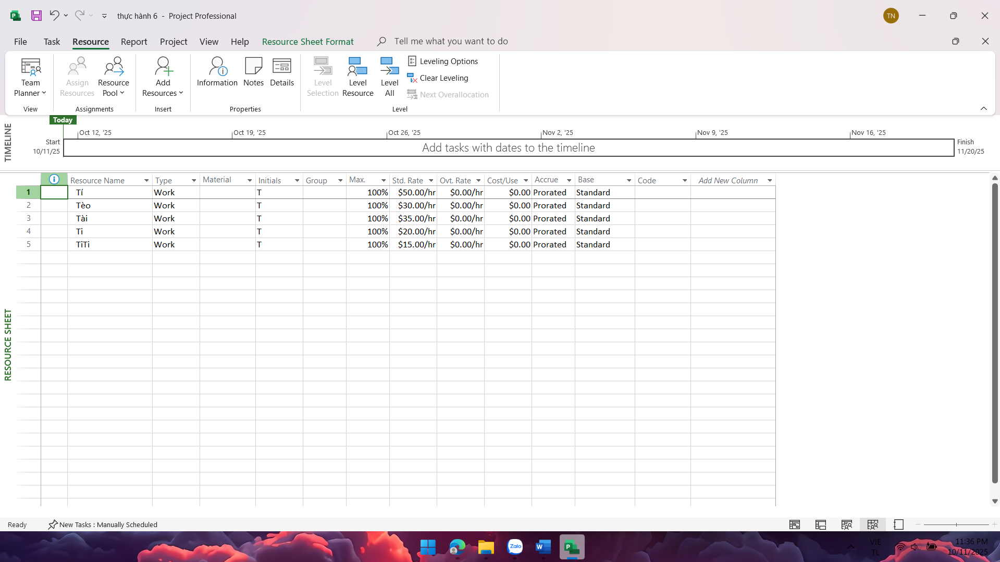 thực hành 6 - Project Professional
TN
File Task Resource Report Project View Help Resource Sheet Format Tell me what you want to do
Team Planner
Assign Resources
Resource Pool
Add Resources
Information
Notes
Details
Level Selection
Level Resource
Level All
Leveling Options
Clear Leveling
Next Overallocation
View Assignments Insert Properties Level
TIMELINE
Today
Oct 12, '25 Oct 19, '25 Oct 26, '25 Nov 2, '25 Nov 9, '25 Nov 16, '25
Start
10/11/25
Add tasks with dates to the timeline
Finish
11/20/25
RESOURCE SHEET
Resource Name Type Material Initials Group Max. Std. Rate Ovt. Rate Cost/Use Accrue Base Code Add New Column
1 Tí Work T 100% $50.00/hr $0.00/hr $0.00 Prorated Standard
2 Tèo Work T 100% $30.00/hr $0.00/hr $0.00 Prorated Standard
3 Tài Work T 100% $35.00/hr $0.00/hr $0.00 Prorated Standard
4 Ti Work T 100% $20.00/hr $0.00/hr $0.00 Prorated Standard
5 TiTi Work T 100% $15.00/hr $0.00/hr $0.00 Prorated Standard
Ready New Tasks : Manually Scheduled
Zalo
VIE
TL
11:36 PM
10/11/2025